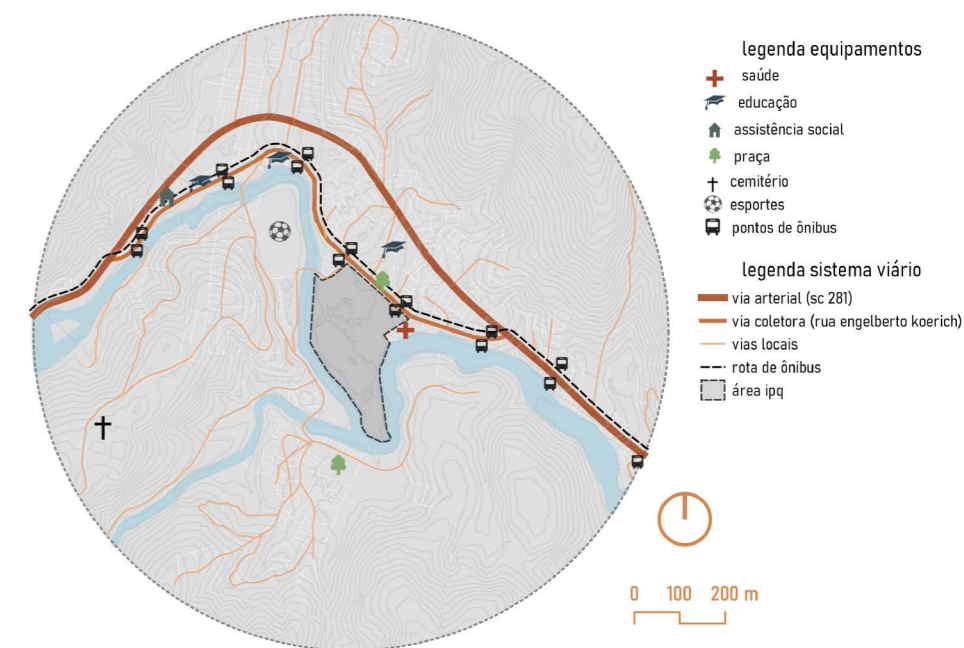 legenda equipamentos
saúde
educação
assistência social
praça
cemitério
esportes
pontos de ônibus
legenda sistema viário
via arterial (sc 281)
via coletora (rua engelberto koerich)
vias locais
rota de ônibus
área ipq
0 100 200 m